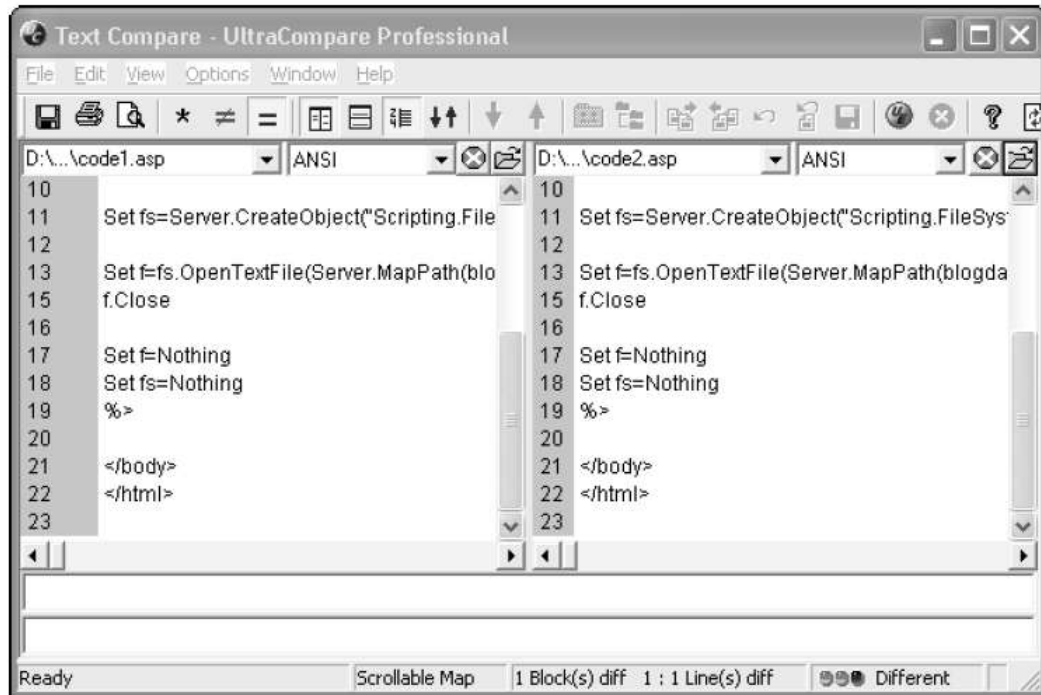 Text Compare - UltraCompare Professional
File Edit View Options Window Help
D:\...\code1.asp ANSI D:\...\code2.asp ANSI
10
11 Set fs=Server.CreateObject("Scripting.File
12
13 Set f=fs.OpenTextFile(Server.MapPath(blo
15 f.Close
16
17 Set f=Nothing
18 Set fs=Nothing
19 %>
20
21 </body>
22 </html>
23
10
11 Set fs=Server.CreateObject("Scripting.FileSys
12
13 Set f=fs.OpenTextFile(Server.MapPath(blogda
15 f.Close
16
17 Set f=Nothing
18 Set fs=Nothing
19 %>
20
21 </body>
22 </html>
23
Ready Scrollable Map 1 Block(s) diff 1 : 1 Line(s) diff Different